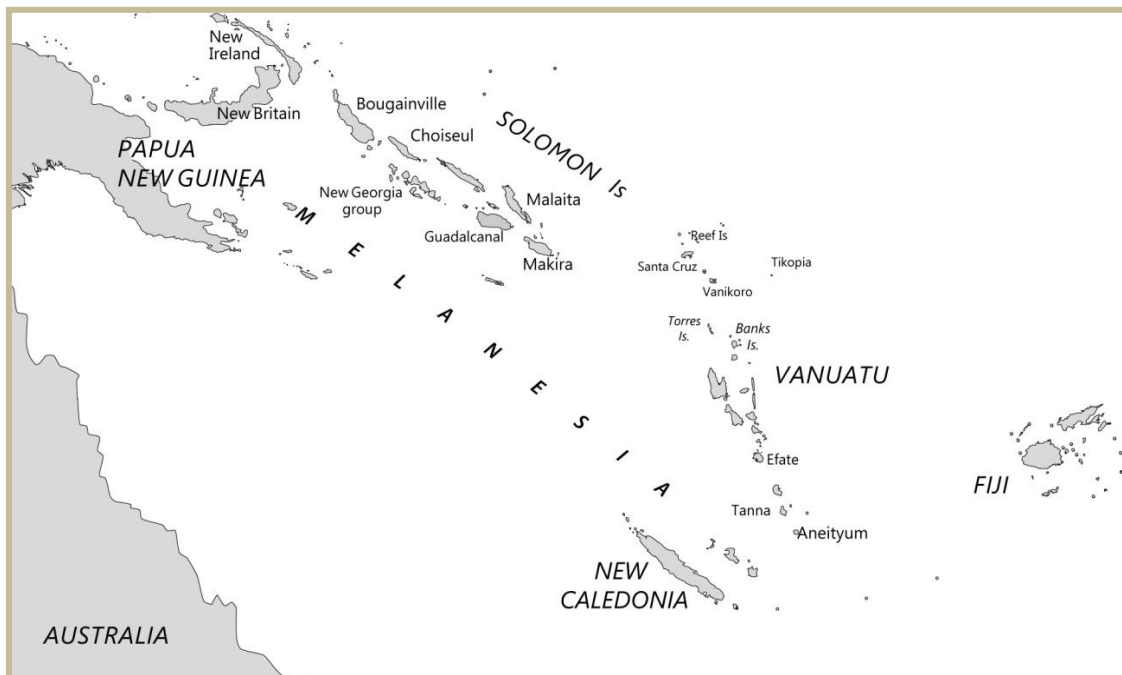 New
Ireland
New Britain
Bougainville
Choiseul
SOLOMON Is
PAPUA
NEW GUINEA
New Georgia
group
Malaita
Guadalcanal
Makira
MELANESIA
Reef Is
Santa Cruz
Tikopia
Vanikoro
Torres
Is.
Banks
Is.
VANUATU
Efate
FIJI
Tanna
Aneityum
NEW
CALEDONIA
AUSTRALIA